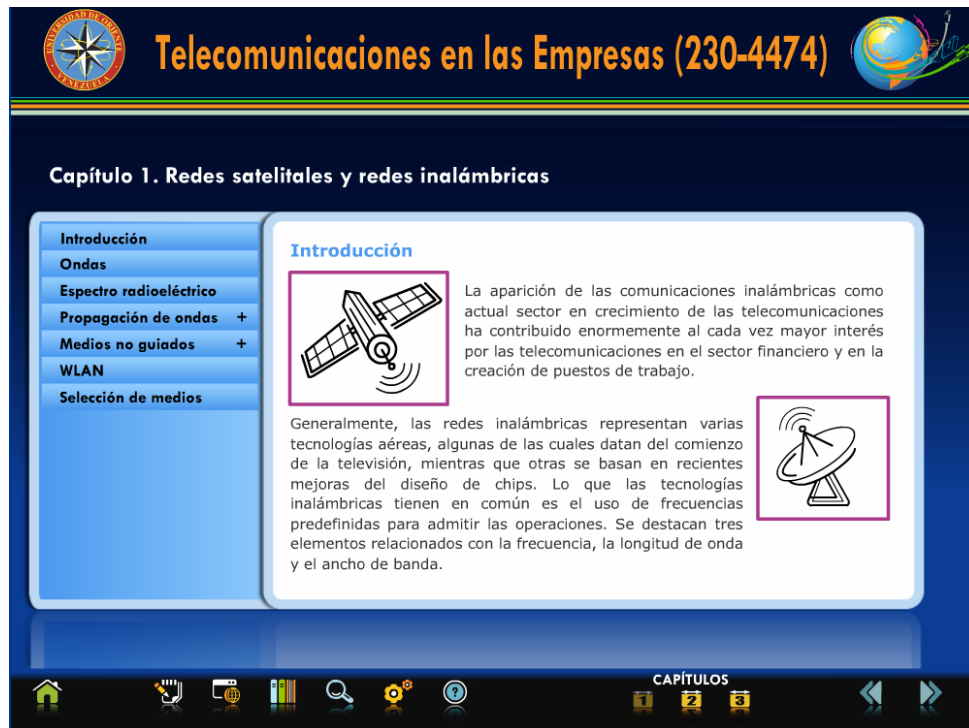 UNIVERSIDAD DE ORIENTE
VENEZUELA
Telecomunicaciones en las Empresas (230-4474)
Capítulo 1. Redes satelitales y redes inalámbricas
Introducción
Ondas
Espectro radioeléctrico
Propagación de ondas +
Medios no guiados +
WLAN
Selección de medios
Introducción
La aparición de las comunicaciones inalámbricas como
actual sector en crecimiento de las telecomunicaciones
ha contribuido enormemente al cada vez mayor interés
por las telecomunicaciones en el sector financiero y en la
creación de puestos de trabajo.
Generalmente, las redes inalámbricas representan varias
tecnologías aéreas, algunas de las cuales datan del comienzo
de la televisión, mientras que otras se basan en recientes
mejoras del diseño de chips. Lo que las tecnologías
inalámbricas tienen en común es el uso de frecuencias
predefinidas para admitir las operaciones. Se destacan tres
elementos relacionados con la frecuencia, la longitud de onda
y el ancho de banda.
?
CAPÍTULOS
1 2 3